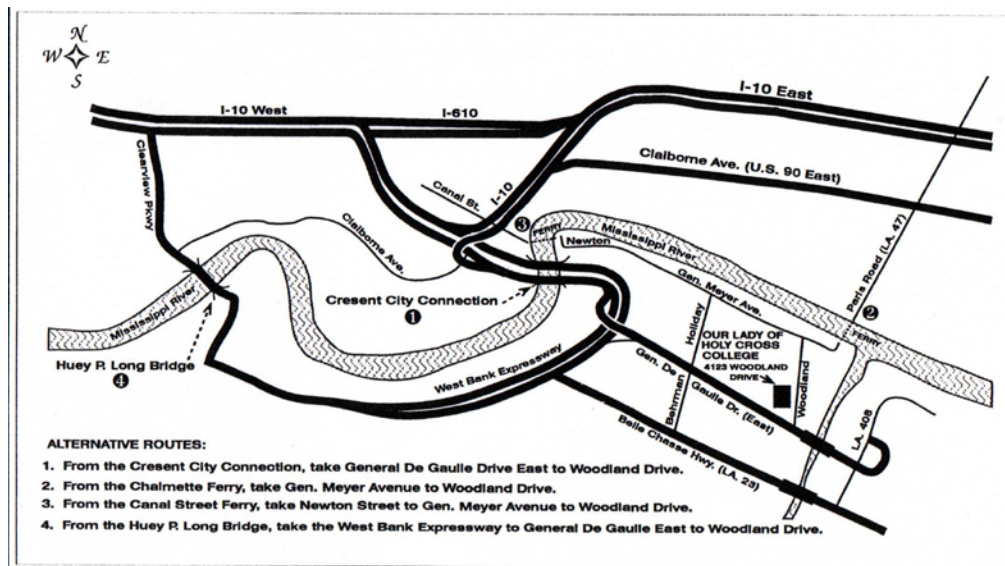 N
W E
S
I-10 West
I-610
I-10 East
Clearview Pkwy
Canal St.
I-10
Claiborne Ave. (U.S. 90 East)
Claiborne Ave.
3
FERRY
Newton
Mississippi River
Paris Road (LA. 47)
Gen. Meyer Ave.
Cresent City Connection
1
2
Mississippi River
Holiday
OUR LADY OF
HOLY CROSS
COLLEGE
4123 WOODLAND
DRIVE
FERRY
Huey P. Long Bridge
4
West Bank Expressway
Gen. De
Gaulle Dr. (East)
Behrman
Woodland
Belle Chasse Hwy. (LA. 23)
LA. 406
ALTERNATIVE ROUTES:
1. From the Cresent City Connection, take General De Gaulle Drive East to Woodland Drive.
2. From the Chalmette Ferry, take Gen. Meyer Avenue to Woodland Drive.
3. From the Canal Street Ferry, take Newton Street to Gen. Meyer Avenue to Woodland Drive.
4. From the Huey P. Long Bridge, take the West Bank Expressway to General De Gaulle East to Woodland Drive.